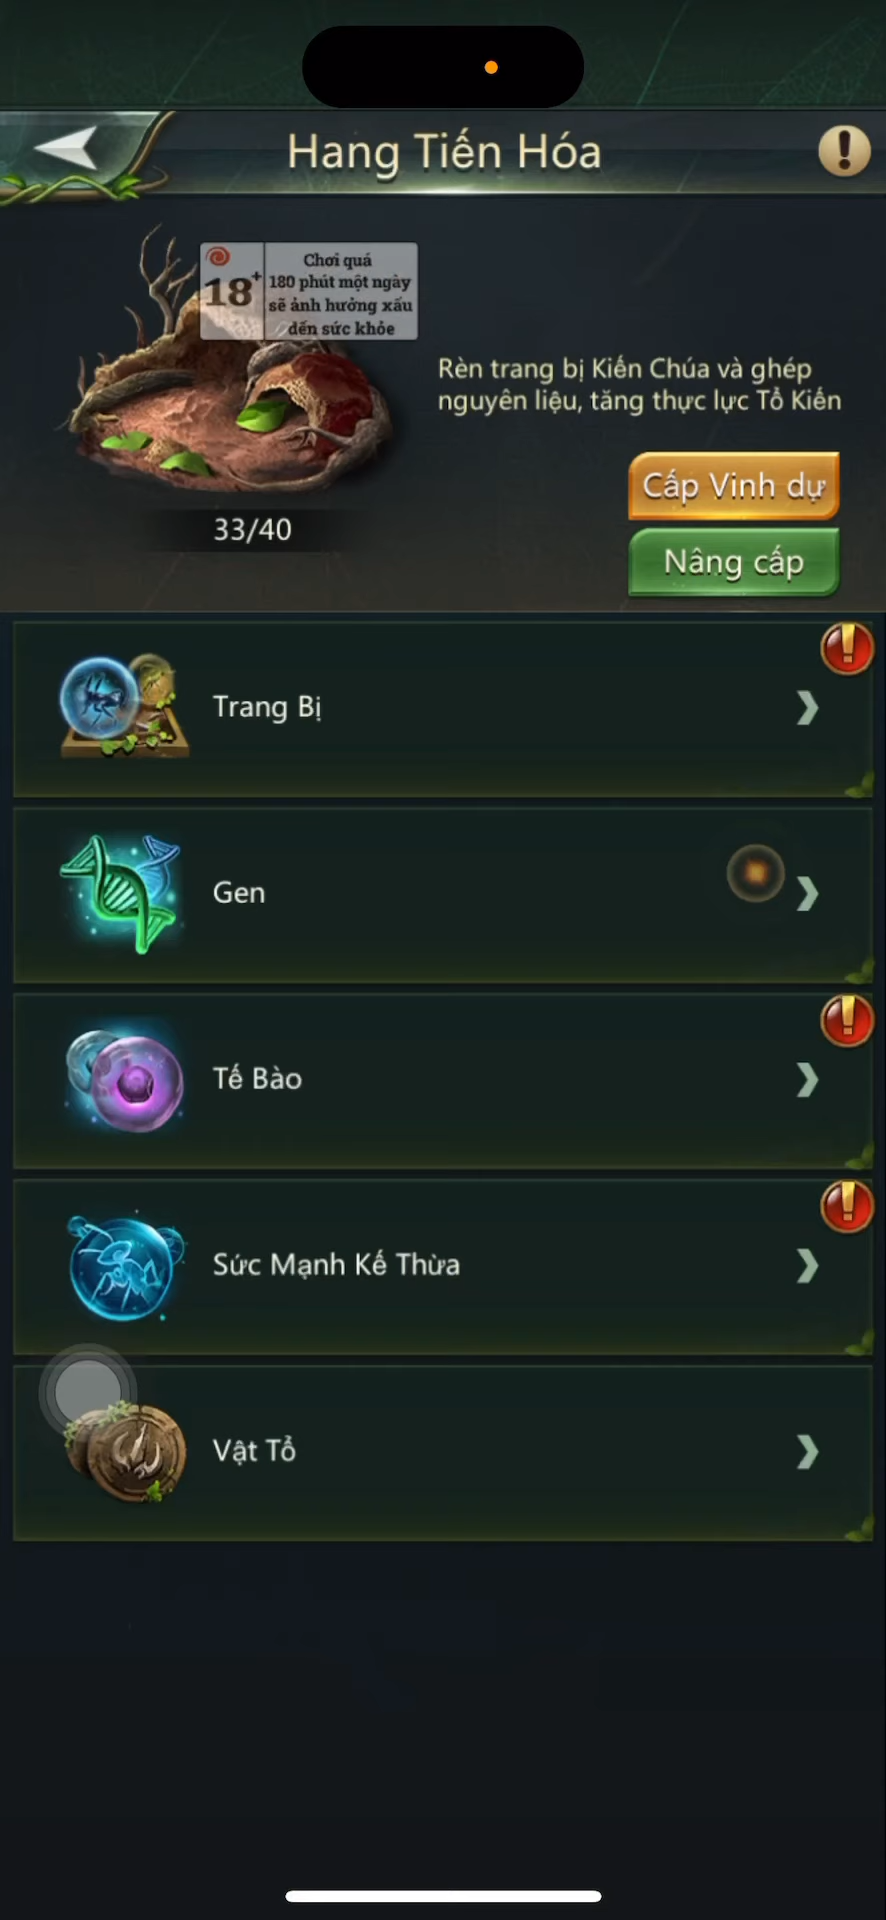 Hang Tiến Hóa
18+
Chơi quá
180 phút một ngày
sẽ ảnh hưởng xấu
đến sức khỏe
Rèn trang bị Kiến Chúa và ghép
nguyên liệu, tăng thực lực Tổ Kiến
Cấp Vinh dự
33/40
Nâng cấp
Trang Bị
Gen
Tế Bào
Sức Mạnh Kế Thừa
Vật Tổ